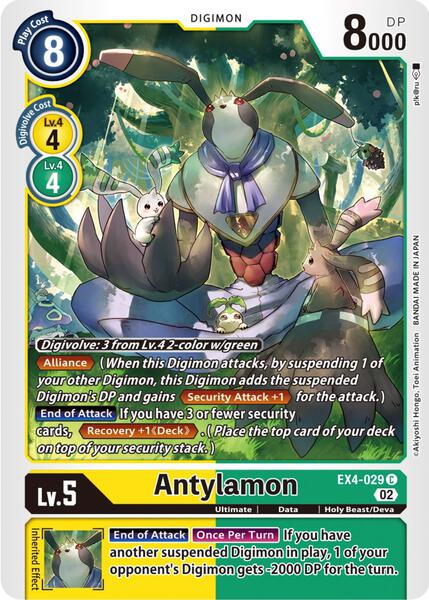 DIGIMON
Play Cost
8
DP
8000
Digivolve Cost
Lv.4
4
Lv.4
4
plk@ru
©Akiyoshi Hongo, Toei Animation BANDAI MADE IN JAPAN
Digivolve: 3 from Lv.4 2-color w/green
Alliance (When this Digimon attacks, by suspending 1 of
your other Digimon, this Digimon adds the suspended
Digimon's DP and gains Security Attack +1 for the attack.)
End of Attack If you have 3 or fewer security
cards, Recovery +1《Deck》. (Place the top card of your deck
on top of your security stack.)
Lv.5
Antylamon
EX4-029 C
02
Ultimate Data Holy Beast/Deva
Inherited Effect
End of Attack Once Per Turn If you have
another suspended Digimon in play, 1 of your
opponent's Digimon gets -2000 DP for the turn.